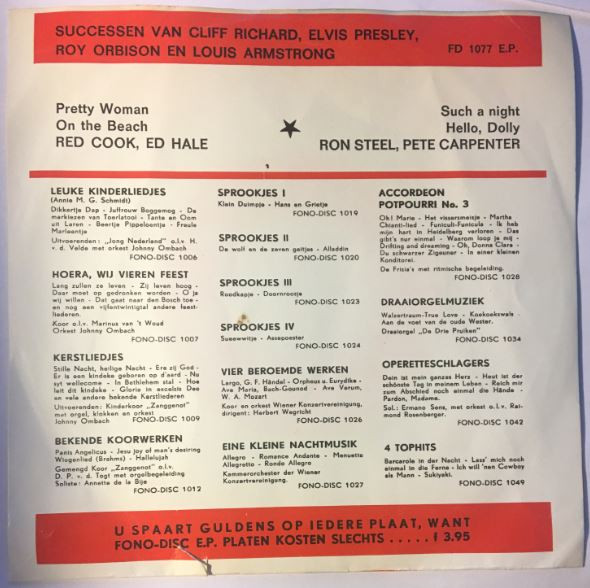 SUCCESSEN VAN CLIFF RICHARD, ELVIS PRESLEY,
ROY ORBISON EN LOUIS ARMSTRONG
FD 1077 E.P.
Pretty Woman
On the Beach
RED COOK, ED HALE
Such a night
Hello, Dolly
RON STEEL, PETE CARPENTER
LEUKE KINDERLIEDJES
(Annie M. G. Schmidt)
Dikkertje Dap - Juffrouw Boggemog - De
markiezen van Toerlatooi - Tante en Oom
uit Laren - Beertje Pippeloentje - Freule
Marieantje
Uitvoerenden: „Jong Nederland" o.l.v. H.
v. d. Velde met orkest Johnny Ombach
FONO-DISC 1006
HOERA, WIJ VIEREN FEEST
Lang zullen ze leven - Zij leven hoog -
Daar moet op gedronken worden - O ja
wij willen - Dat gaat naar den Bosch toe -
en nog een vijfentwintigtal andere feest-
liederen.
Koor o.l.v. Marinus van 't Woud
Orkest Johnny Ombach
FONO-DISC 1007
KERSTLIEDJES
Stille Nacht, heilige Nacht - Ere zij God -
Er is een kindeke geboren op d'aard - Nu
syt wellecome - In Bethlehem stal - Hoe
leit dit kindeke - Gloria in excelsis Deo
en vele andere bekende Kerstliederen
Uitvoerenden: Kinderkoor „Zanggenot"
met orgel, klokken en orkest
Johnny Ombach
FONO-DISC 1009
BEKENDE KOORWERKEN
Panis Angelicus - Jesu joy of man's desiring
Wiegenlied (Brahms) - Hallelujah
Gemengd Koor „Zanggenot" o.l.v.
D. P. v. d. Togt met orgelbegeleiding
Soliste: Annette de la Bije
FONO-DISC 1012
SPROOKJES I
Klein Duimpje - Hans en Grietje
FONO-DISC 1019
SPROOKJES II
De wolf en de zeven geitjes - Alladdin
FONO-DISC 1020
SPROOKJES III
Roodkapje - Doornroosje
FONO-DISC 1023
SPROOKJES IV
Sneeuwwitje - Assepoester
FONO-DISC 1024
VIER BEROEMDE WERKEN
Largo, G. F. Händel - Orpheus u. Eurydike -
Ave Maria, Bach-Gounod - Ave Varum,
W. A. Mozart
Koor en orkest Wiener Konzertvereinigung,
dirigent: Herbert Wegricht
FONO-DISC 1026
EINE KLEINE NACHTMUSIK
Allegro - Romance Andante - Menuette
Allegretto - Rondo Allegro
Kammerorchester der Wiener
Konzertvereinigung.
FONO-DISC 1027
ACCORDEON
POTPOURRI No. 3
Oh! Marie - Het vissersmeisje - Martha
Chianti-lied - Funiculi-Funicula - Ik heb
mijn hart in Heidelberg verloren - Das
gibt's nur einmal - Waarom loop je mij -
Drifting and dreaming - Oh, Donna Clara -
Du schwarzer Zigeuner - In einer kleinen
Konditorei.
De Frisia's met ritmische begeleiding.
FONO-DISC 1028
DRAAIORGELMUZIEK
Walzertraum-True Love - Koekoekswals -
Aan de voet van de oude Wester.
Draaiorgel „De Drie Pruiken"
FONO-DISC 1034
OPERETTESCHLAGERS
Dein ist mein ganzes Herz - Heut ist der
schönste Tag in meinem Leben - Reich mir
zum Abschied noch einmal die Hände -
Pardon, Madame.
Sol.: Ermano Sens, met orkest o.l.v. Rai-
mond Rosenberger.
FONO-DISC 1042
4 TOPHITS
Barcarole in der Nacht - Lass' mich noch
einmal in die Ferne - Ich will 'nen Cowboy
als Mann - Sukiyaki.
FONO-DISC 1049
U SPAART GULDENS OP IEDERE PLAAT, WANT
FONO-DISC E.P. PLATEN KOSTEN SLECHTS . . . . . f 3.95